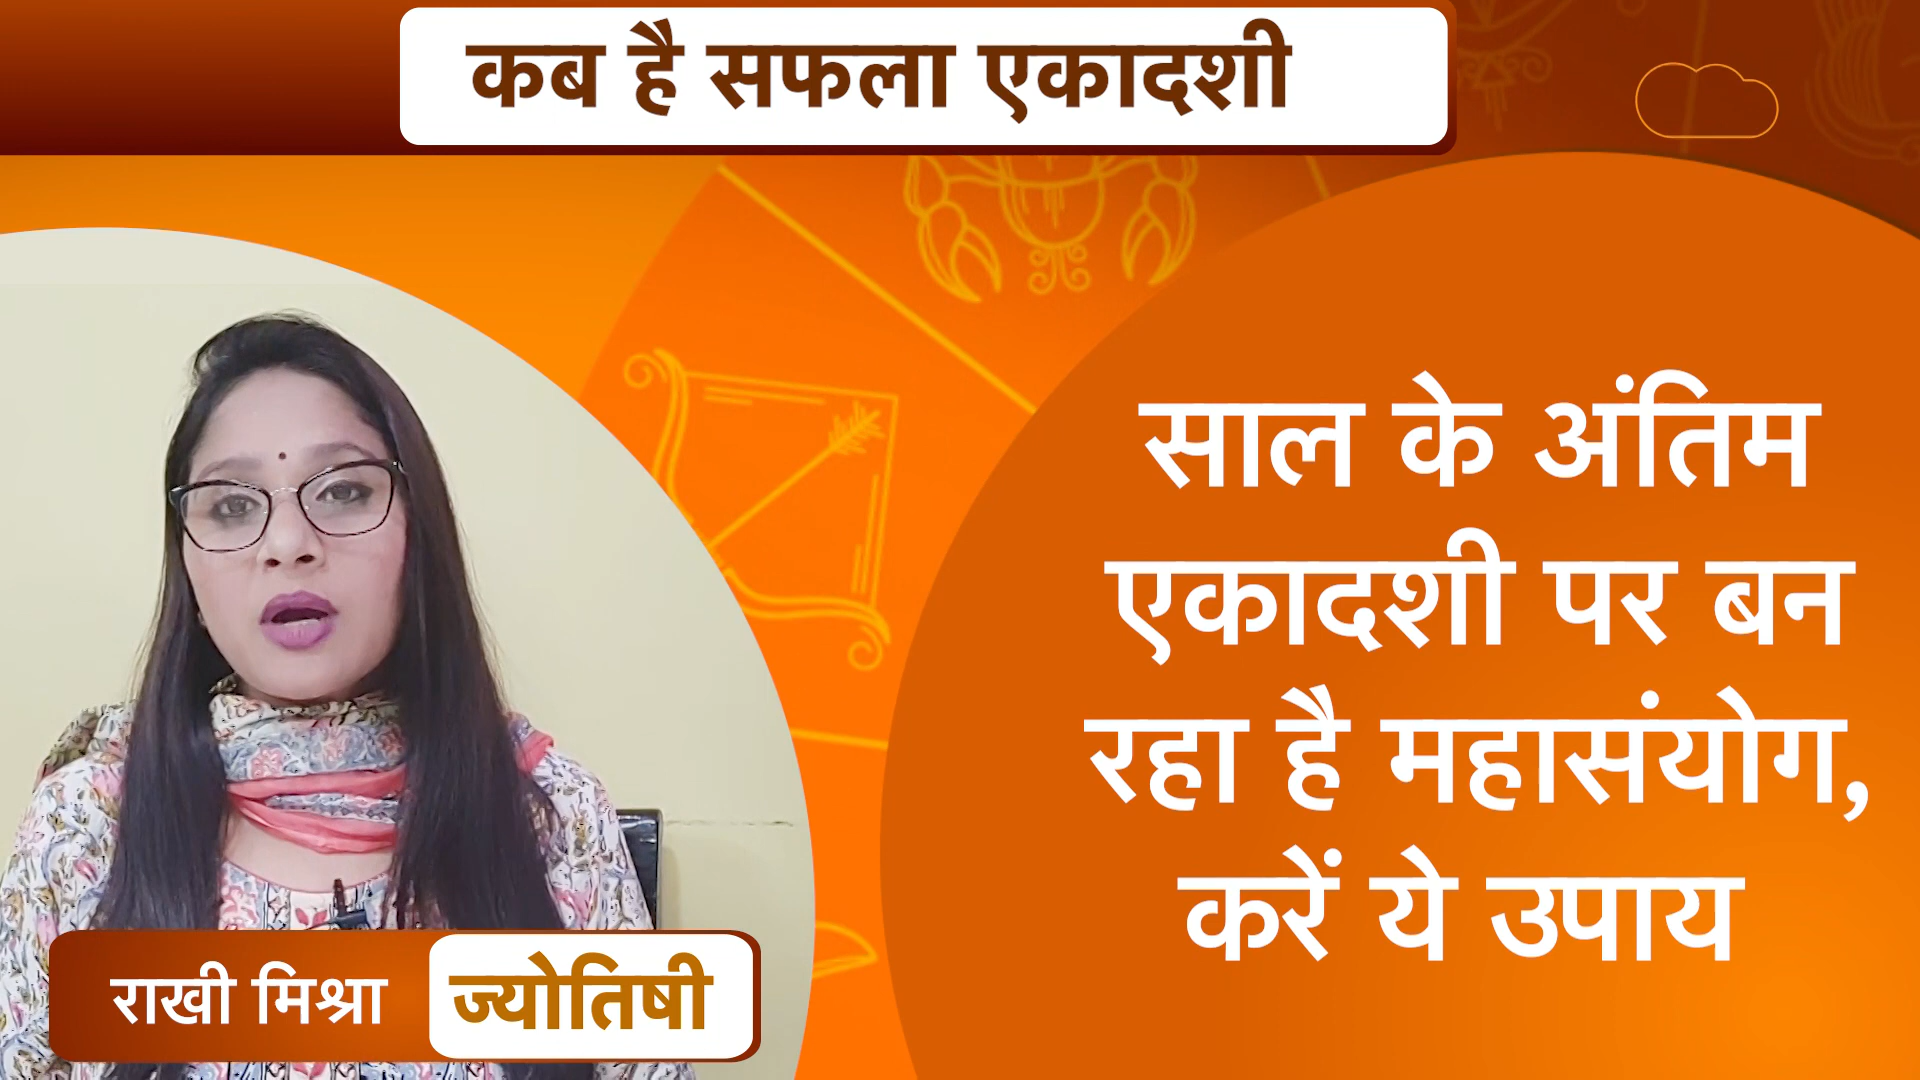 कब है सफला एकादशी
साल के अंतिम
एकादशी पर बन
रहा है महासंयोग,
करें ये उपाय
राखी मिश्रा
ज्योतिषी